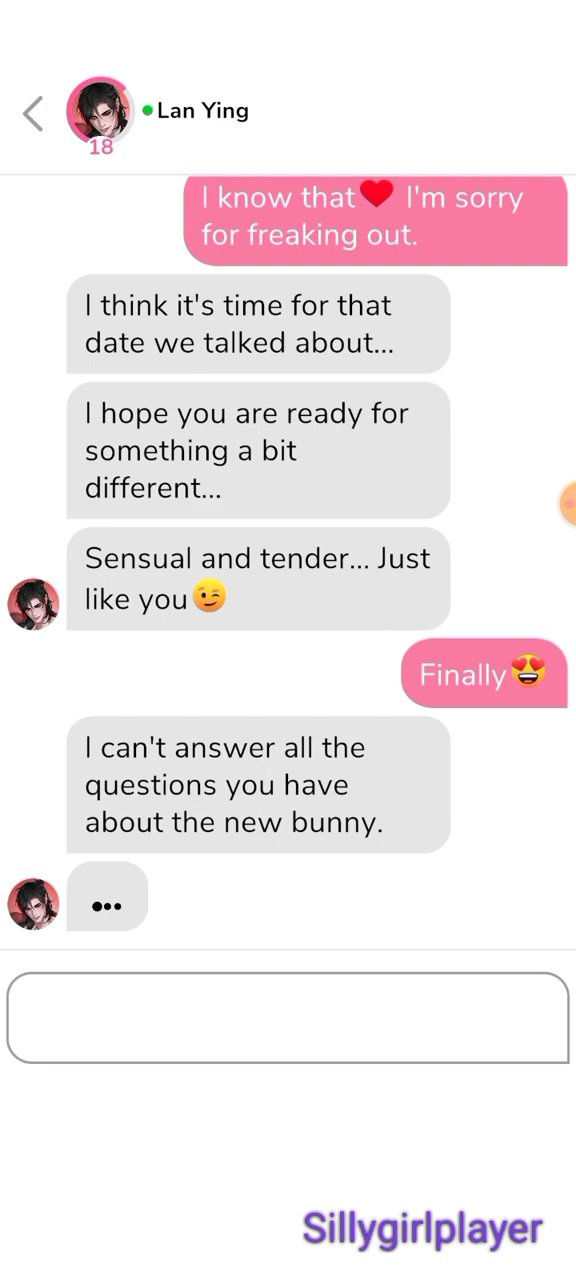 Lan Ying
18
I know that❤️ I'm sorry
for freaking out.
I think it's time for that
date we talked about...
I hope you are ready for
something a bit
different...
Sensual and tender... Just
like you😉
Finally😍
I can't answer all the
questions you have
about the new bunny.
...
Sillygirlplayer